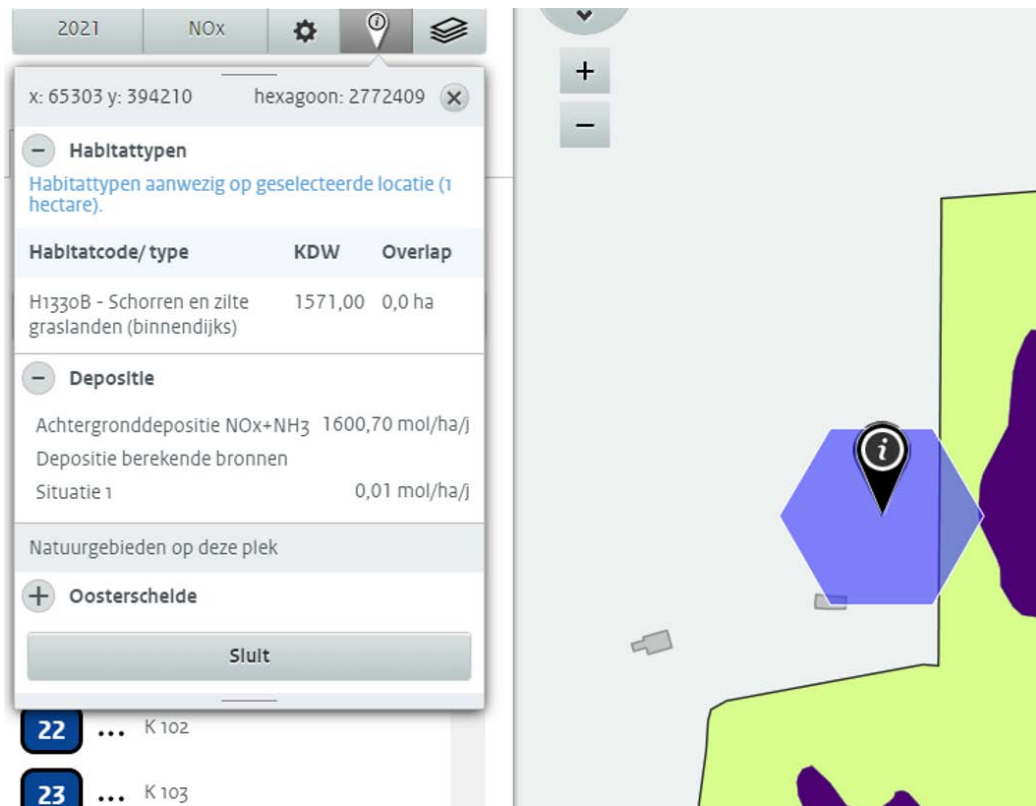 2021 NOx
x: 65303 y: 394210 hexagoon: 2772409
Habitattypen
Habitattypen aanwezig op geselecteerde locatie (1
hectare).
Habitatcode/ type KDW Overlap
H1330B - Schorren en zilte 1571,00 0,0 ha
graslanden (binnendijks)
Depositie
Achtergronddepositie NOx+NH3 1600,70 mol/ha/j
Depositie berekende bronnen
Situatie 1 0,01 mol/ha/j
Natuurgebieden op deze plek
Oosterschelde
Sluit
22 ... K 102
23 ... K 103